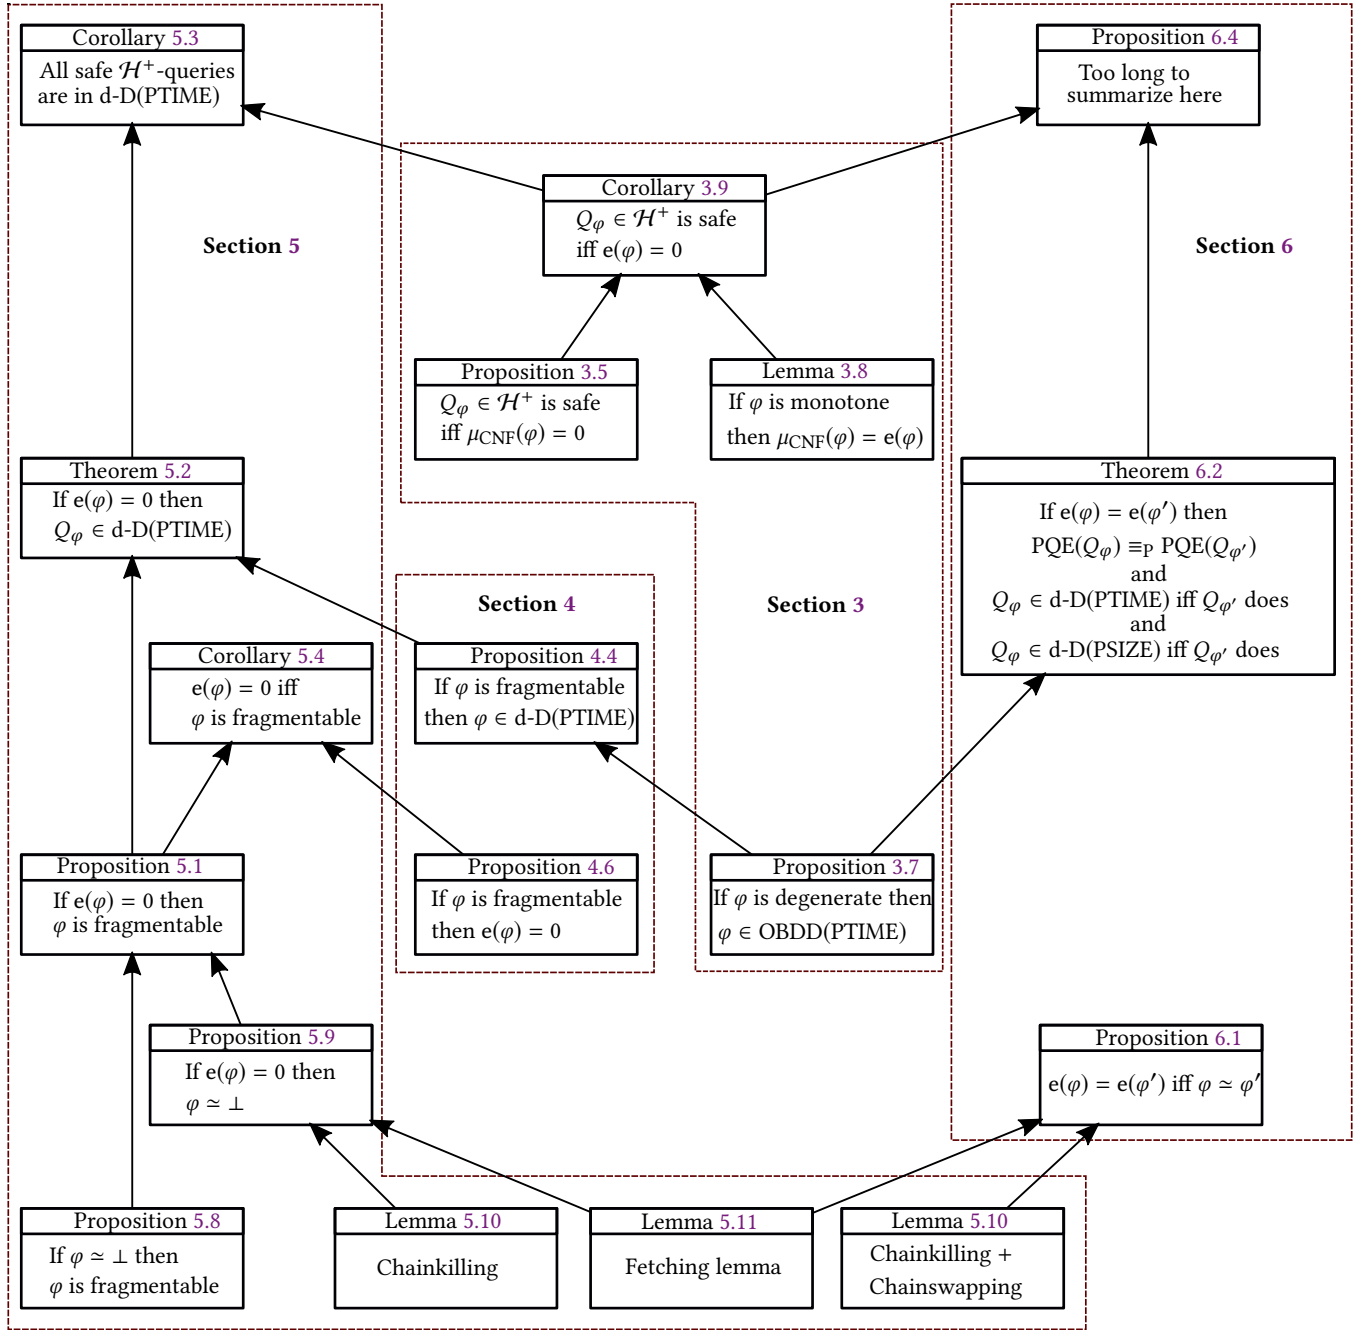 Corollary 5.3
All safe ℋ⁺-queries
are in d-D(PTIME)
Proposition 6.4
Too long to
summarize here
Corollary 3.9
Q_φ ∈ ℋ⁺ is safe
iff e(φ) = 0
Section 5
Section 6
Proposition 3.5
Q_φ ∈ ℋ⁺ is safe
iff μ_CNF(φ) = 0
Lemma 3.8
If φ is monotone
then μ_CNF(φ) = e(φ)
Theorem 5.2
If e(φ) = 0 then
Q_φ ∈ d-D(PTIME)
Theorem 6.2
If e(φ) = e(φ′) then
PQE(Q_φ) ≡_P PQE(Q_φ′)
and
Q_φ ∈ d-D(PTIME) iff Q_φ′ does
and
Q_φ ∈ d-D(PSIZE) iff Q_φ′ does
Section 4
Section 3
Corollary 5.4
e(φ) = 0 iff
φ is fragmentable
Proposition 4.4
If φ is fragmentable
then φ ∈ d-D(PTIME)
Proposition 5.1
If e(φ) = 0 then
φ is fragmentable
Proposition 4.6
If φ is fragmentable
then e(φ) = 0
Proposition 3.7
If φ is degenerate then
φ ∈ OBDD(PTIME)
Proposition 5.9
If e(φ) = 0 then
φ ≃ ⊥
Proposition 6.1
e(φ) = e(φ′) iff φ ≃ φ′
Proposition 5.8
If φ ≃ ⊥ then
φ is fragmentable
Lemma 5.10
Chainkilling
Lemma 5.11
Fetching lemma
Lemma 5.10
Chainkilling +
Chainswapping